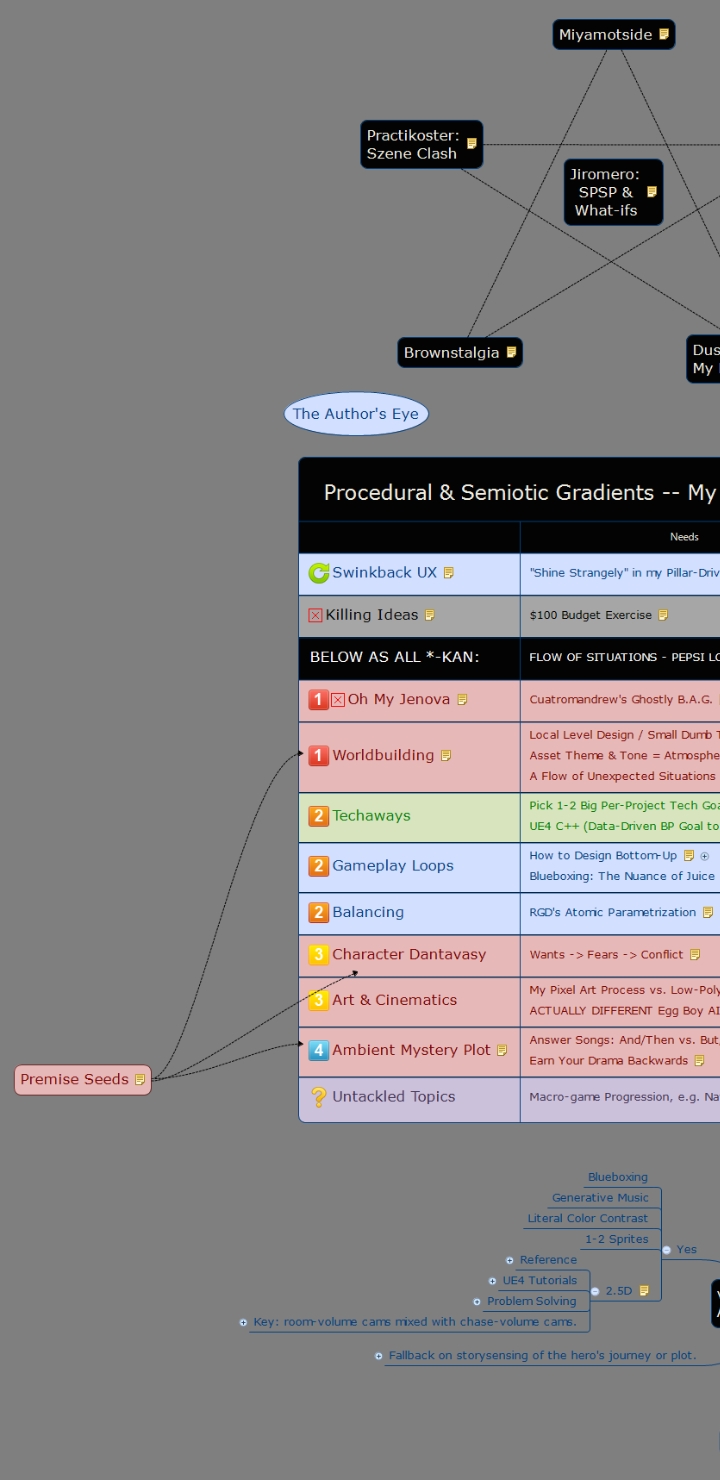 Miyamotside
Practikoster:
Szene Clash
Jiromero:
SPSP &
What-ifs
Brownstalgia
Dus
My
The Author's Eye
Procedural & Semiotic Gradients -- My
Needs
Swinkback UX
"Shine Strangely" in my Pillar-Driv
Killing Ideas
$100 Budget Exercise
BELOW AS ALL *-KAN:
FLOW OF SITUATIONS - PEPSI LO
1 Oh My Jenova
Cuatromandrew's Ghostly B.A.G.
1 Worldbuilding
Local Level Design / Small Dumb T
Asset Theme & Tone = Atmosphe
A Flow of Unexpected Situations
2 Techaways
Pick 1-2 Big Per-Project Tech Goa
UE4 C++ (Data-Driven BP Goal to
2 Gameplay Loops
How to Design Bottom-Up
Blueboxing: The Nuance of Juice
2 Balancing
RGD's Atomic Parametrization
3 Character Dantavasy
Wants -> Fears -> Conflict
3 Art & Cinematics
My Pixel Art Process vs. Low-Poly
ACTUALLY DIFFERENT Egg Boy AI
4 Ambient Mystery Plot
Answer Songs: And/Then vs. But,
Earn Your Drama Backwards
Premise Seeds
? Untackled Topics
Macro-game Progression, e.g. Na
Blueboxing
Generative Music
Literal Color Contrast
1-2 Sprites
Yes
Reference
UE4 Tutorials
2.5D
Problem Solving
Key: room-volume cams mixed with chase-volume cams.
Fallback on storysensing of the hero's journey or plot.